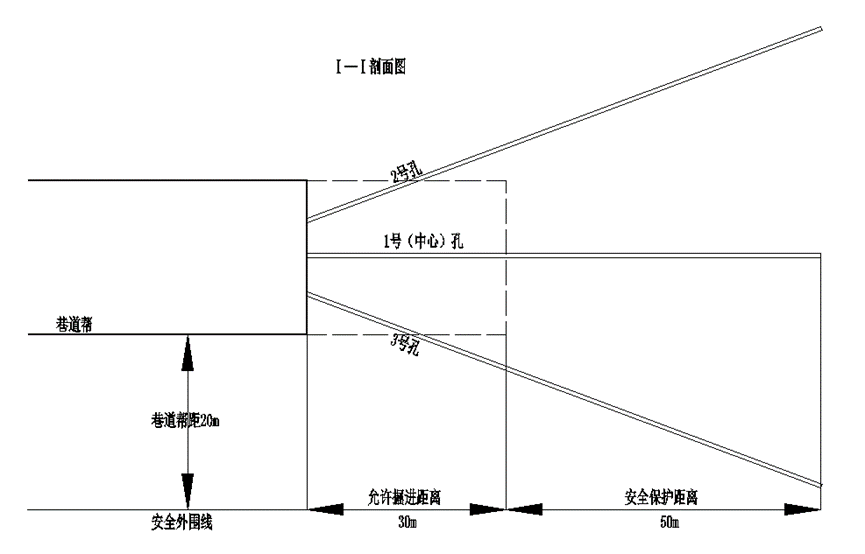 I—I剖面图
2号孔
1号（中心）孔
巷道帮
3号孔
巷道帮距20m
允许掘进距离
30m
安全保护距离
50m
安全外围线